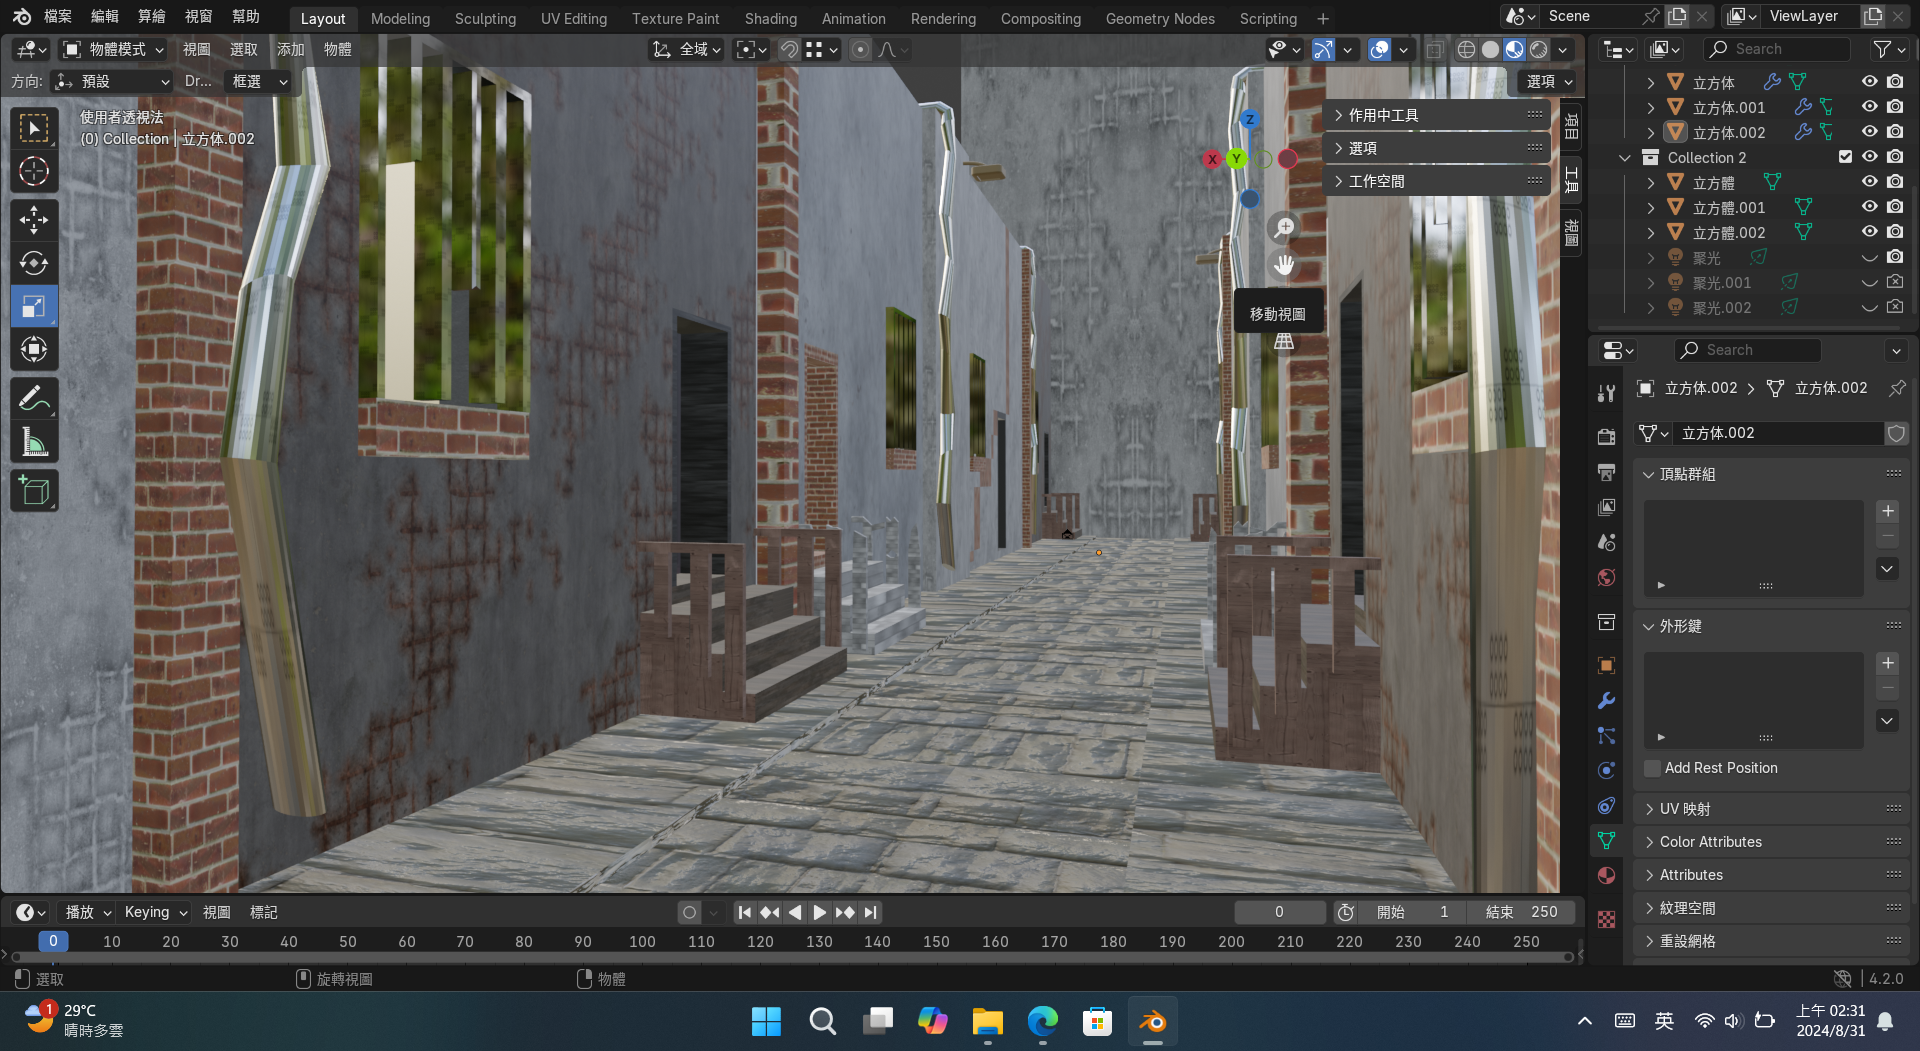 檔案 編輯 算繪 視窗 幫助 Layout Modeling Sculpting UV Editing Texture Paint Shading Animation Rendering Compositing Geometry Nodes Scripting + Scene ViewLayer
物體模式 視圖 選取 添加 物體 全域 Search
方向: 預設 Dr... 框選 選項
使用者透視法
(0) Collection | 立方体.002
Z
X Y
移動視圖
作用中工具
選項
工作空間
項目
工具
視圖
立方体
立方体.001
立方体.002
Collection 2
立方體
立方體.001
立方體.002
聚光
聚光.001
聚光.002
Search
立方体.002 立方体.002
立方体.002
頂點群組
外形鍵
Add Rest Position
UV 映射
Color Attributes
Attributes
紋理空間
重設網格
播放 Keying 視圖 標記 0 開始 1 結束 250
0 10 20 30 40 50 60 70 80 90 100 110 120 130 140 150 160 170 180 190 200 210 220 230 240 250
選取 旋轉視圖 物體 4.2.0
1 29°C
晴時多雲
英
上午 02:31
2024/8/31